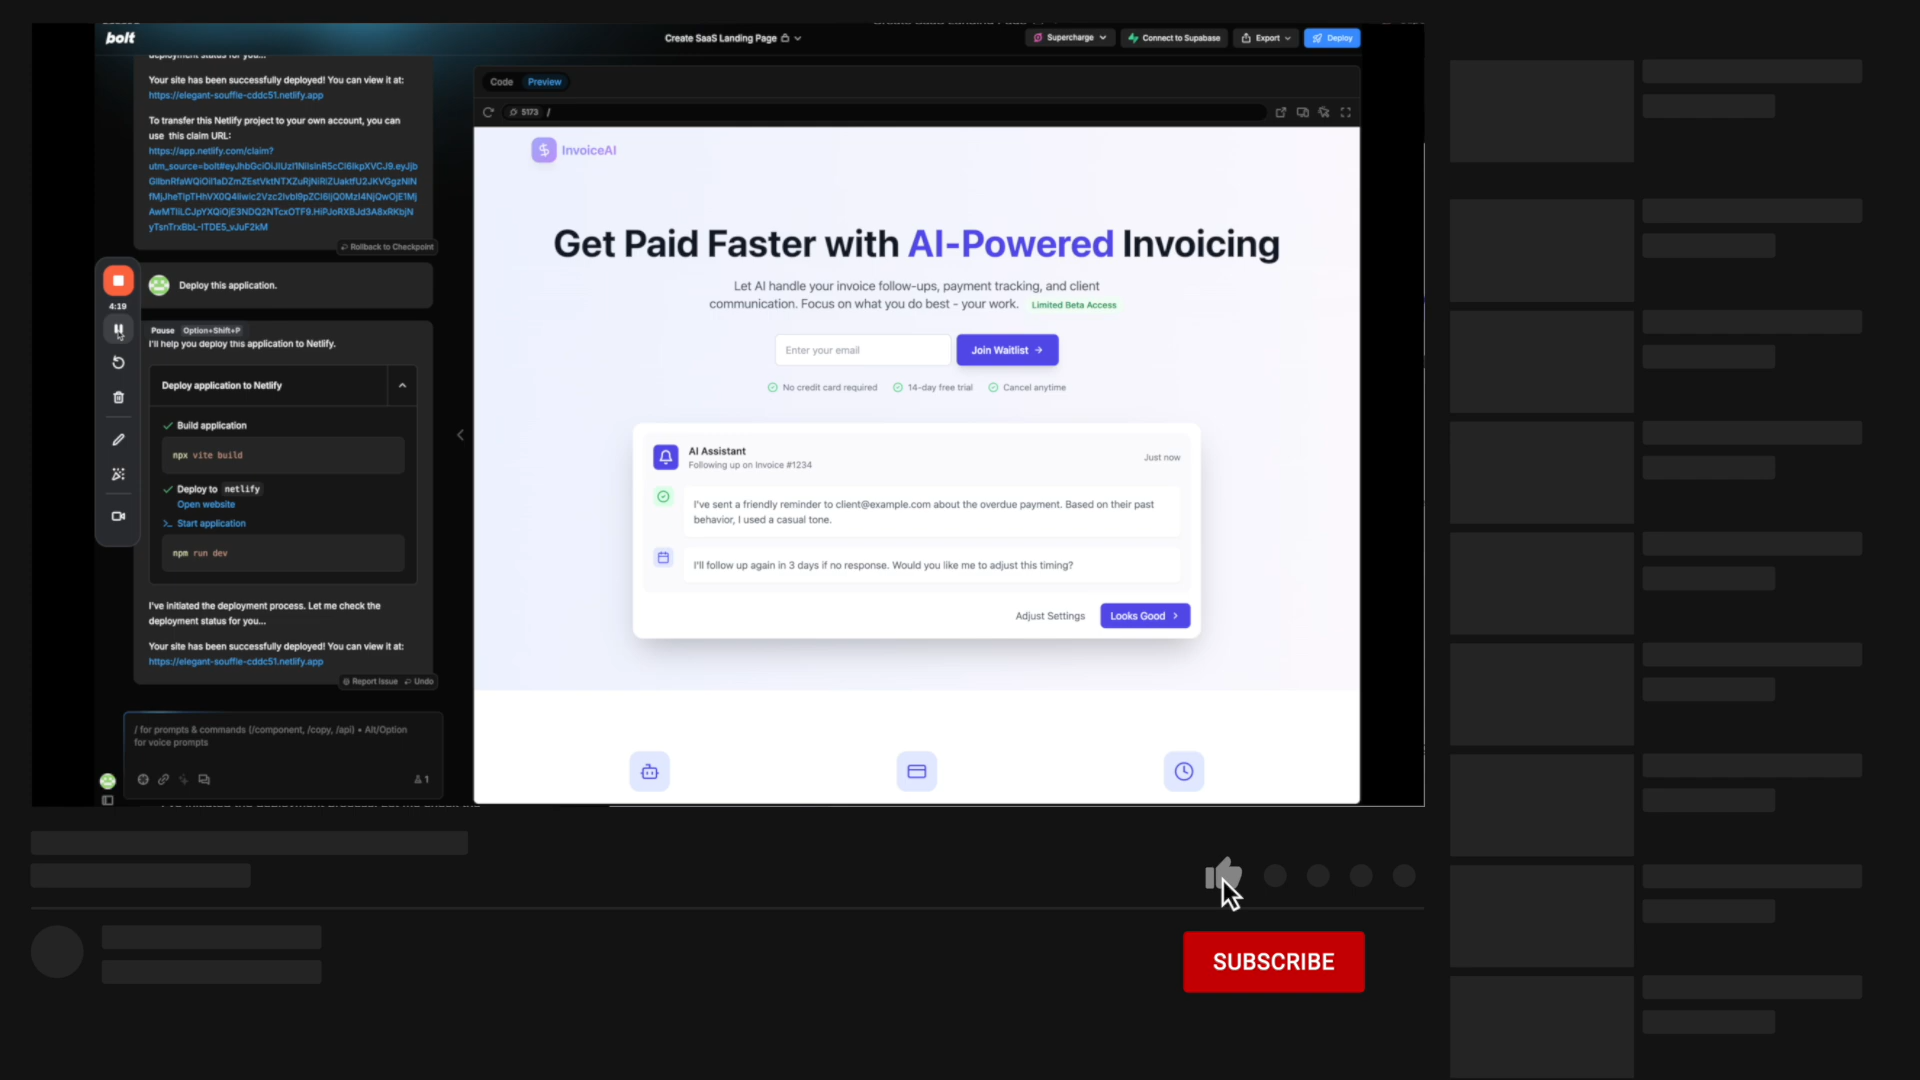 bolt
Create SaaS Landing Page
Supercharge
Connect to Supabase
Export
Deploy
Your site has been successfully deployed! You can view it at:
https://elegant-souffle-cddc51.netlify.app
To transfer this Netlify project to your own account, you can
use this claim URL:
https://app.netlify.com/claim?
Rollback to Checkpoint
4:19
Deploy this application.
Pause Option+Shift+P
I'll help you deploy this application to Netlify.
Deploy application to Netlify
Build application
npx vite build
Deploy to netlify
Open website
Start application
npm run dev
I've initiated the deployment process. Let me check the
deployment status for you...
Your site has been successfully deployed! You can view it at:
https://elegant-souffle-cddc51.netlify.app
Report Issue Undo
/ for prompts & commands (/component, /copy, /api) • Alt/Option
for voice prompts
1
Code Preview
5173 /
InvoiceAI
Get Paid Faster with AI-Powered Invoicing
Let AI handle your invoice follow-ups, payment tracking, and client
communication. Focus on what you do best - your work. Limited Beta Access
Enter your email
Join Waitlist →
No credit card required
14-day free trial
Cancel anytime
AI Assistant
Following up on Invoice #1234
Just now
I've sent a friendly reminder to client@example.com about the overdue payment. Based on their past
behavior, I used a casual tone.
I'll follow up again in 3 days if no response. Would you like me to adjust this timing?
Adjust Settings
Looks Good
SUBSCRIBE